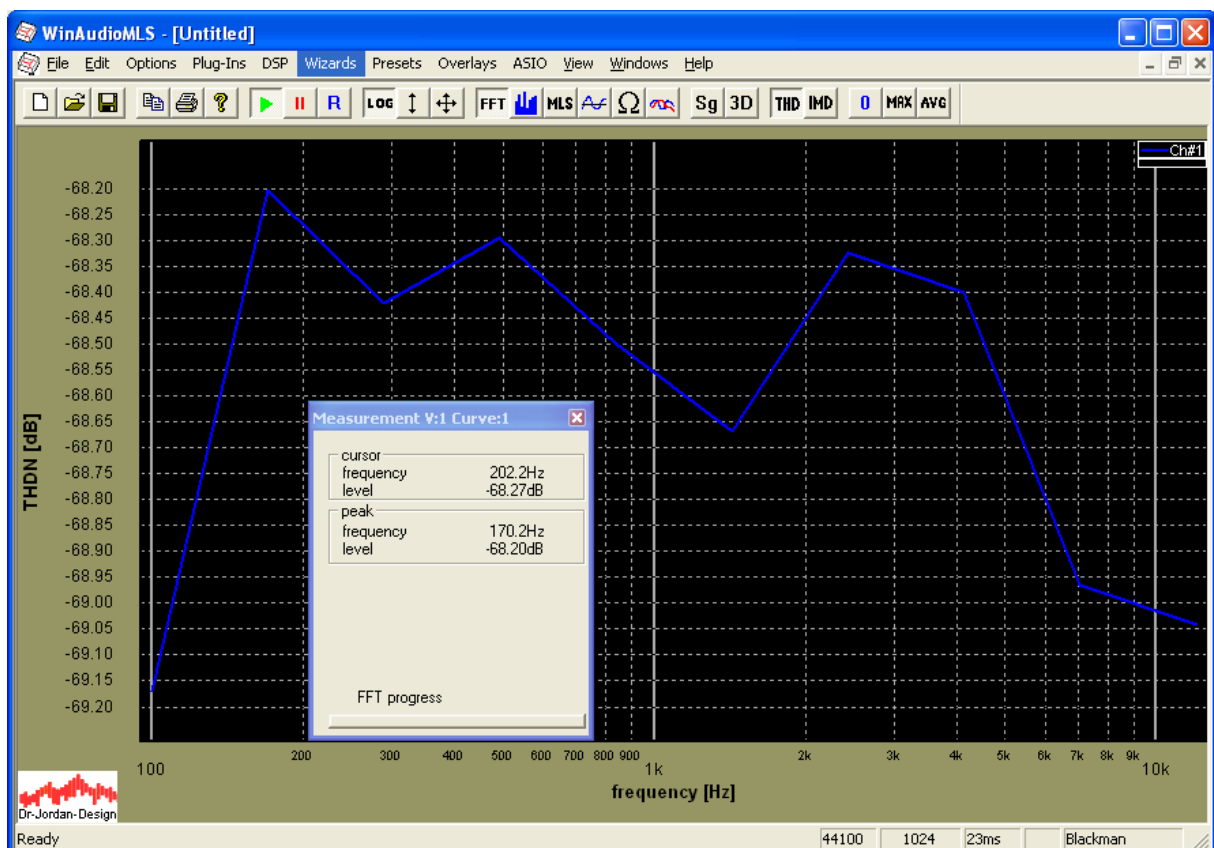 WinAudioMLS - [Untitled]
File Edit Options Plug-Ins DSP Wizards Presets Overlays ASIO View Windows Help
R LOG FFT MLS Ω Sg 3D THD IMD 0 MAX AVG
Ch#1
-68.20
-68.25
-68.30
-68.35
-68.40
-68.45
-68.50
-68.55
-68.60
-68.65
-68.70
-68.75
-68.80
-68.85
-68.90
-68.95
-69.00
-69.05
-69.10
-69.15
-69.20
THDN [dB]
Measurement V:1 Curve:1
cursor
frequency 202.2Hz
level -68.27dB
peak
frequency 170.2Hz
level -68.20dB
FFT progress
200 300 400 500 600 700 800 900 2k 3k 4k 5k 6k 7k 8k 9k
100 1k 10k
frequency [Hz]
Dr-Jordan-Design
Ready 44100 1024 23ms Blackman